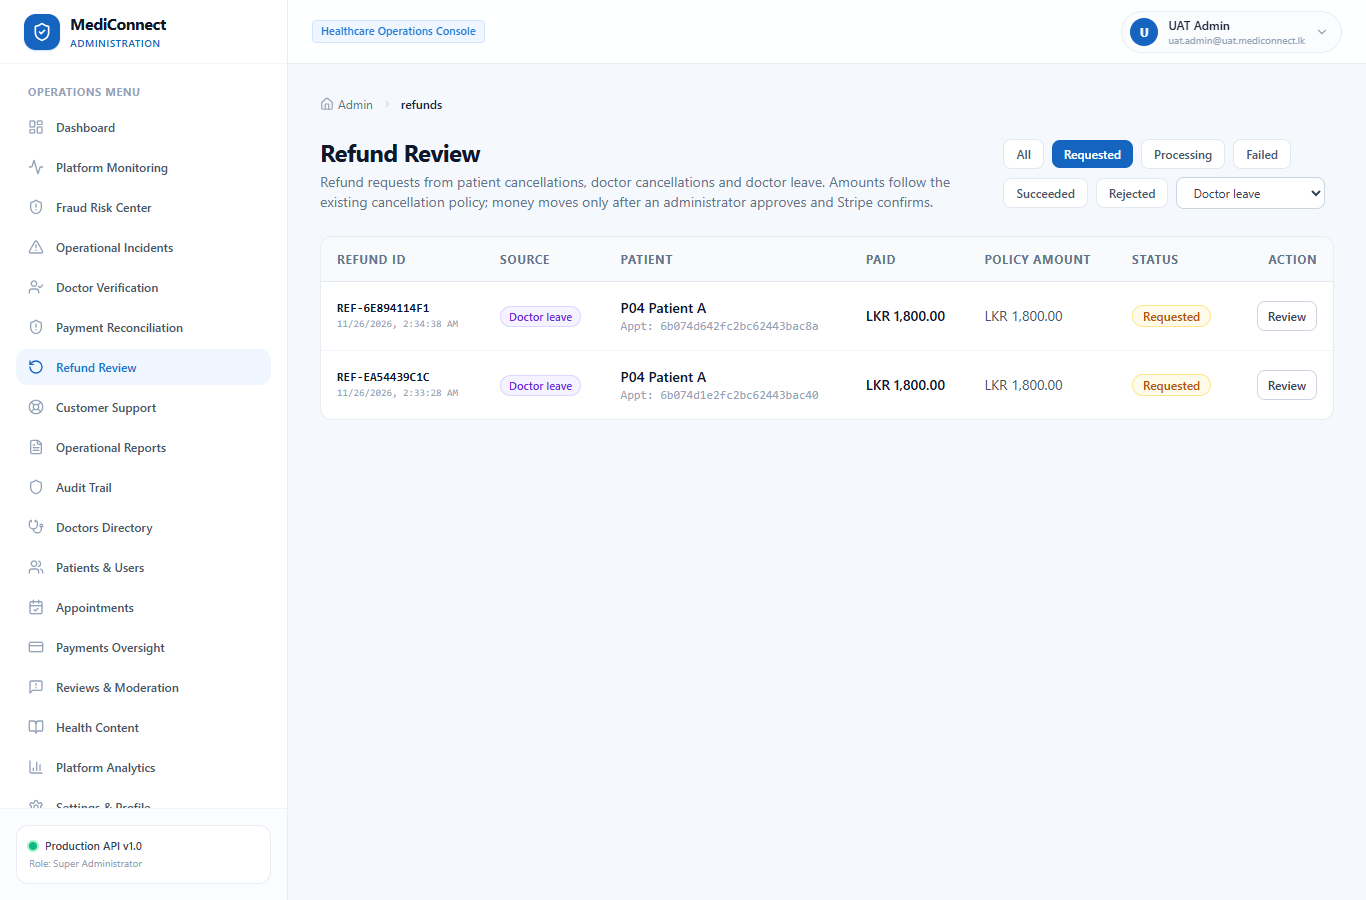 MediConnect
ADMINISTRATION
Healthcare Operations Console
U
UAT Admin
uat.admin@uat.mediconnect.lk
OPERATIONS MENU
Dashboard
Platform Monitoring
Fraud Risk Center
Operational Incidents
Doctor Verification
Payment Reconciliation
Refund Review
Customer Support
Operational Reports
Audit Trail
Doctors Directory
Patients & Users
Appointments
Payments Oversight
Reviews & Moderation
Health Content
Platform Analytics
Settings & Profile
Production API v1.0
Role: Super Administrator
Admin > refunds
Refund Review
Refund requests from patient cancellations, doctor cancellations and doctor leave. Amounts follow the
existing cancellation policy; money moves only after an administrator approves and Stripe confirms.
All Requested Processing Failed
Succeeded Rejected Doctor leave
REFUND ID SOURCE PATIENT PAID POLICY AMOUNT STATUS ACTION
REF-6E894114F1 Doctor leave P04 Patient A LKR 1,800.00 LKR 1,800.00 Requested Review
11/26/2026, 2:34:38 AM Appt: 6b074d642fc2bc62443bac8a
REF-EA54439C1C Doctor leave P04 Patient A LKR 1,800.00 LKR 1,800.00 Requested Review
11/26/2026, 2:33:28 AM Appt: 6b074d1e2fc2bc62443bac40